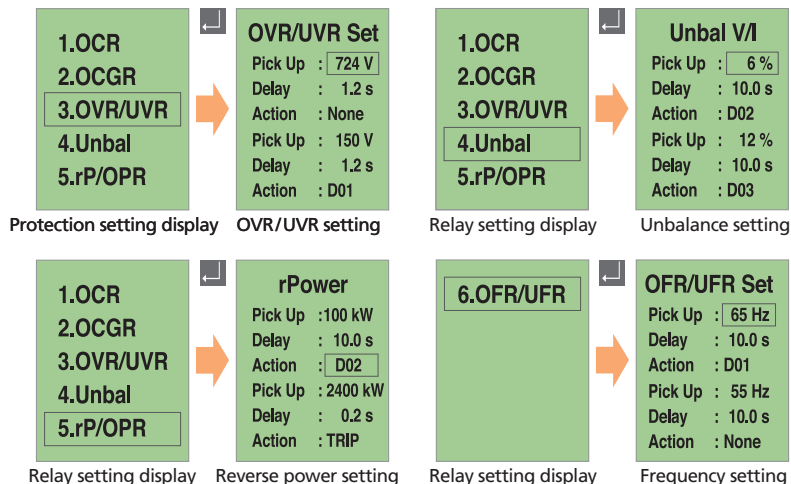 1.OCR
2.OCGR
3.OVR/UVR
4.Unbal
5.rP/OPR
Protection setting display
OVR/UVR Set
Pick Up : 724 V
Delay : 1.2 s
Action : None
Pick Up : 150 V
Delay : 1.2 s
Action : D01
OVR/UVR setting
1.OCR
2.OCGR
3.OVR/UVR
4.Unbal
5.rP/OPR
Relay setting display
Unbal V/I
Pick Up : 6 %
Delay : 10.0 s
Action : D02
Pick Up : 12 %
Delay : 10.0 s
Action : D03
Unbalance setting
1.OCR
2.OCGR
3.OVR/UVR
4.Unbal
5.rP/OPR
Relay setting display
rPower
Pick Up :100 kW
Delay : 10.0 s
Action : D02
Pick Up : 2400 kW
Delay : 0.2 s
Action : TRIP
Reverse power setting
6.OFR/UFR
Relay setting display
OFR/UFR Set
Pick Up : 65 Hz
Delay : 10.0 s
Action : D01
Pick Up : 55 Hz
Delay : 10.0 s
Action : None
Frequency setting